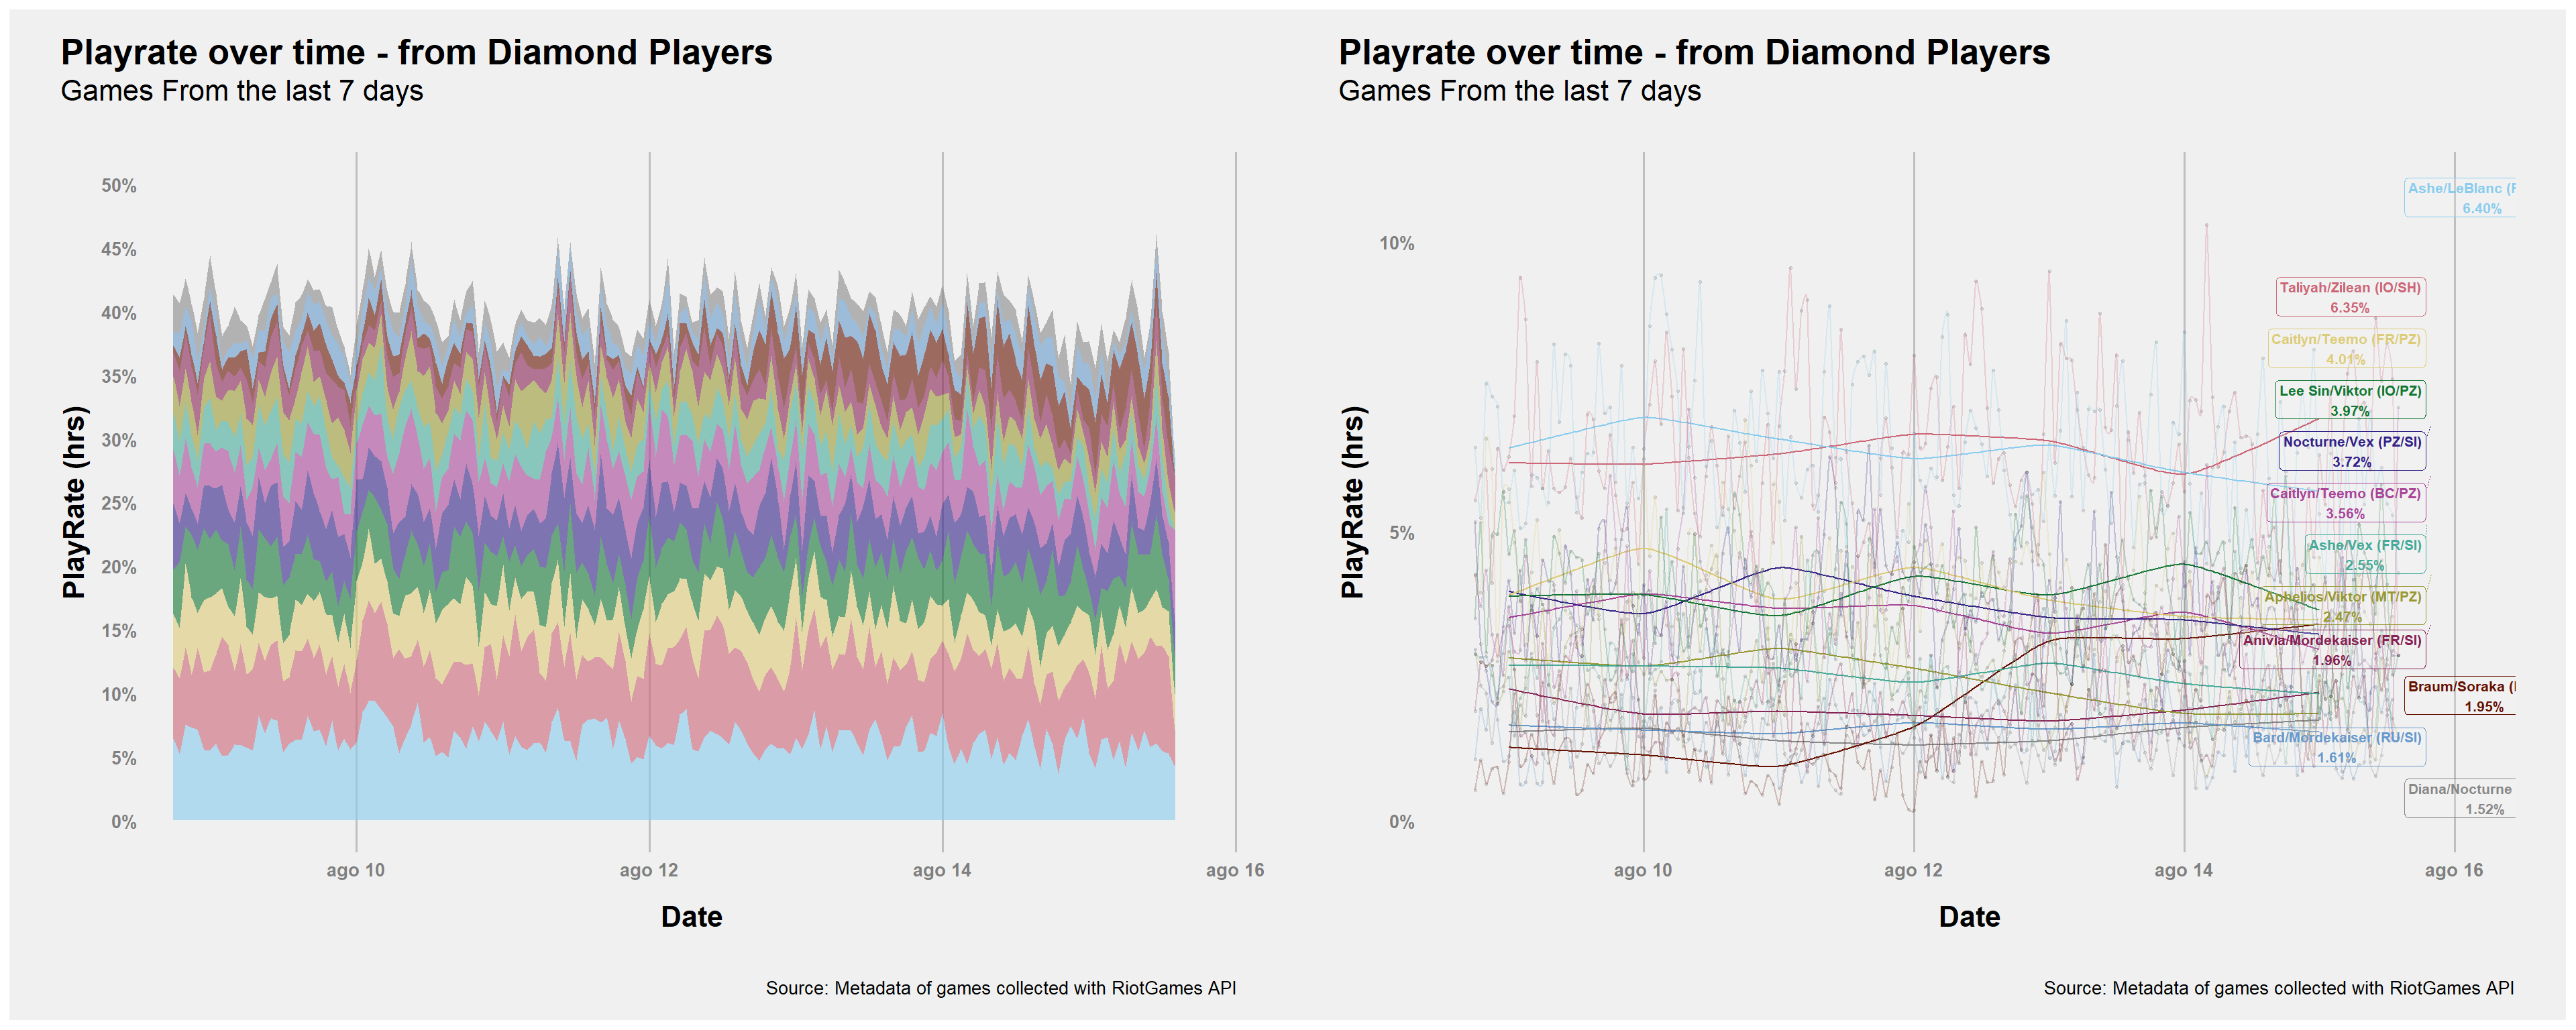 Playrate over time - from Diamond Players
Games From the last 7 days
50%
45%
40%
35%
30%
25%
20%
15%
10%
5%
0%
PlayRate (hrs)
ago 10
ago 12
ago 14
ago 16
Date
Source: Metadata of games collected with RiotGames API
Playrate over time - from Diamond Players
Games From the last 7 days
10%
5%
0%
PlayRate (hrs)
Ashe/LeBlanc
6.40%
Taliyah/Zilean (IO/SH)
6.35%
Caitlyn/Teemo (FR/PZ)
4.01%
Lee Sin/Viktor (IO/PZ)
3.97%
Nocturne/Vex (PZ/SI)
3.72%
Caitlyn/Teemo (BC/PZ)
3.56%
Ashe/Vex (FR/SI)
2.55%
Aphelios/Viktor (MT/PZ)
2.47%
Anivia/Mordekaiser (FR/SI)
1.96%
Braum/Soraka
1.95%
Bard/Mordekaiser (RU/SI)
1.61%
Diana/Nocturne
1.52%
ago 10
ago 12
ago 14
ago 16
Date
Source: Metadata of games collected with RiotGames API